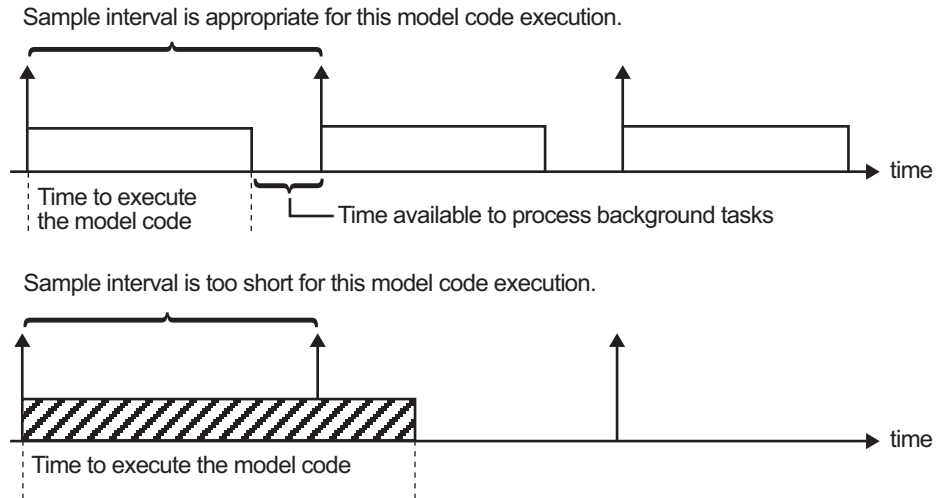 Sample interval is appropriate for this model code execution.
time
Time to execute
the model code
Time available to process background tasks
Sample interval is too short for this model code execution.
time
Time to execute the model code